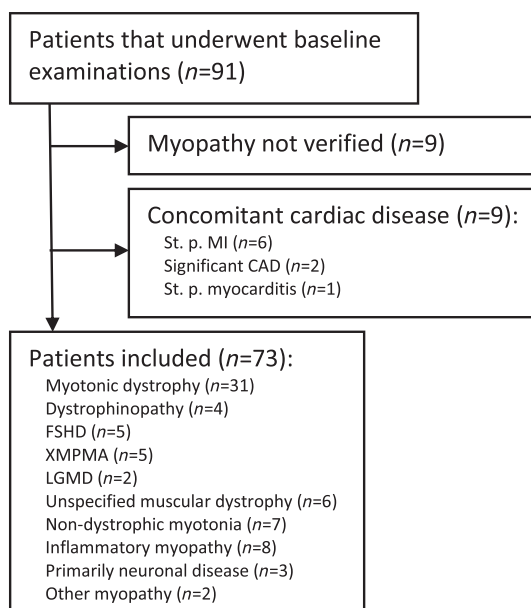 Patients that underwent baseline
examinations (n=91)
Myopathy not verified (n=9)
Concomitant cardiac disease (n=9):
St. p. MI (n=6)
Significant CAD (n=2)
St. p. myocarditis (n=1)
Patients included (n=73):
Myotonic dystrophy (n=31)
Dystrophinopathy (n=4)
FSHD (n=5)
XMPMA (n=5)
LGMD (n=2)
Unspecified muscular dystrophy (n=6)
Non-dystrophic myotonia (n=7)
Inflammatory myopathy (n=8)
Primarily neuronal disease (n=3)
Other myopathy (n=2)